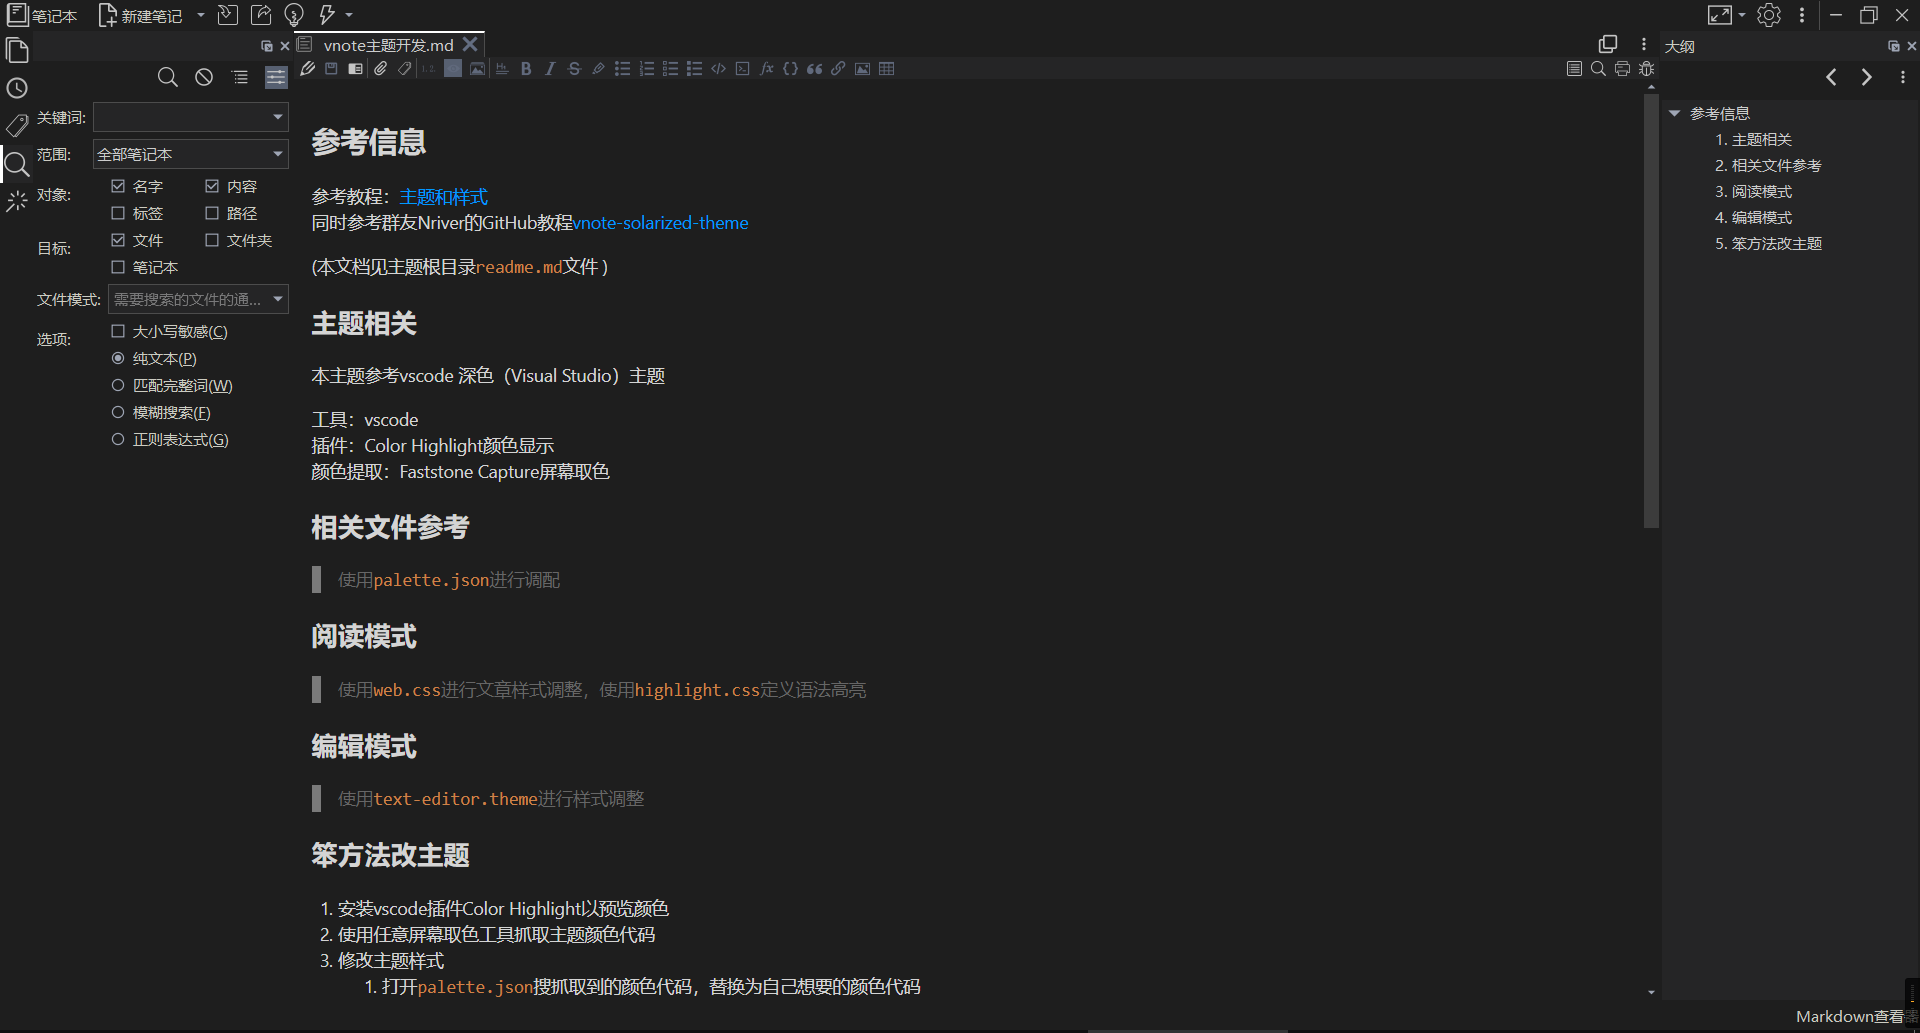 笔记本 新建笔记
vnote主题开发.md
大纲
关键词:
范围: 全部笔记本
对象: 名字 内容
标签 路径
目标: 文件 文件夹
笔记本
文件模式: 需要搜索的文件的通...
选项: 大小写敏感(C)
纯文本(P)
匹配完整词(W)
模糊搜索(F)
正则表达式(G)
参考信息
参考教程：主题和样式
同时参考群友Nriver的GitHub教程vnote-solarized-theme
(本文档见主题根目录readme.md文件 )
主题相关
本主题参考vscode 深色（Visual Studio）主题
工具：vscode
插件：Color Highlight颜色显示
颜色提取：Faststone Capture屏幕取色
相关文件参考
使用palette.json进行调配
阅读模式
使用web.css进行文章样式调整，使用highlight.css定义语法高亮
编辑模式
使用text-editor.theme进行样式调整
笨方法改主题
1. 安装vscode插件Color Highlight以预览颜色
2. 使用任意屏幕取色工具抓取主题颜色代码
3. 修改主题样式
1. 打开palette.json搜抓取到的颜色代码，替换为自己想要的颜色代码
参考信息
1. 主题相关
2. 相关文件参考
3. 阅读模式
4. 编辑模式
5. 笨方法改主题
Markdown查看器